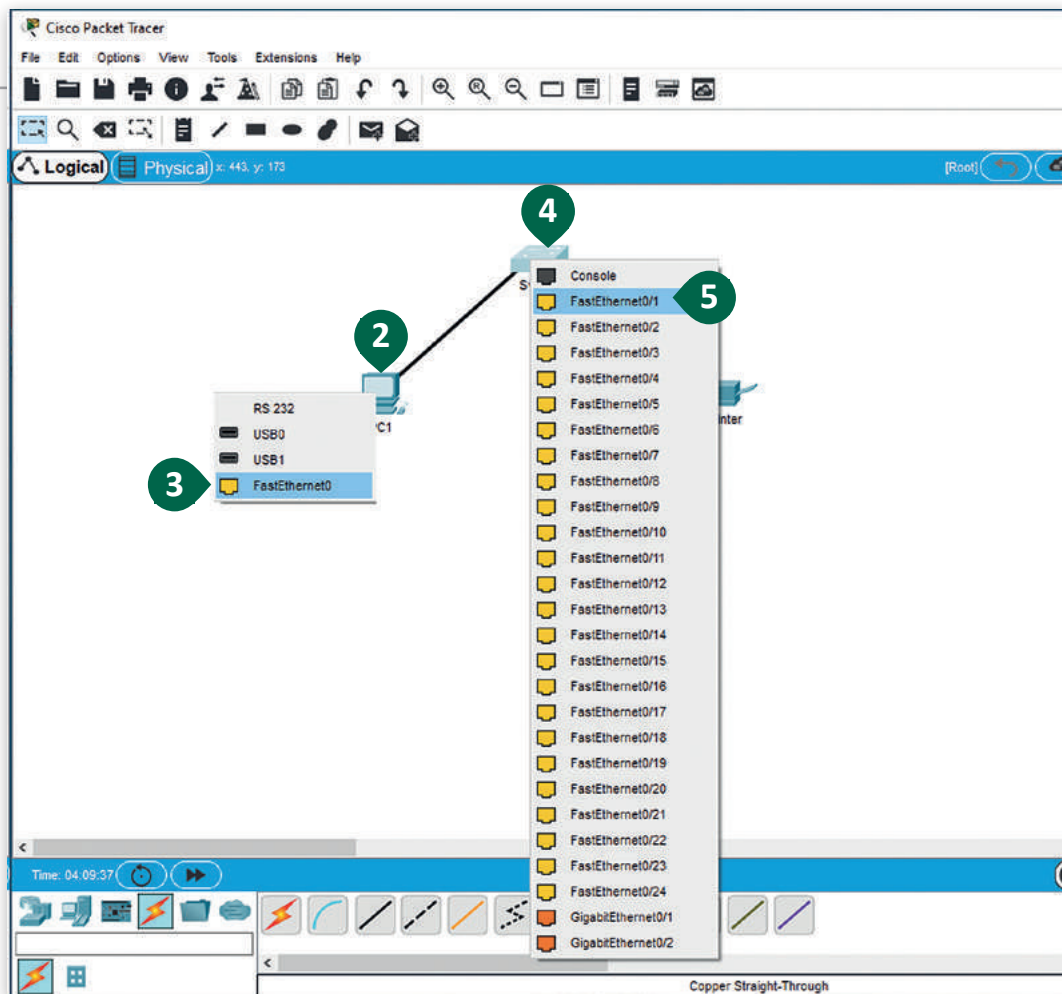 Cisco Packet Tracer
File Edit Options View Tools Extensions Help
Logical Physical x: 443, y: 173 [Root]
4
Console
FastEthernet0/1 5
FastEthernet0/2
FastEthernet0/3
FastEthernet0/4
FastEthernet0/5
FastEthernet0/6
FastEthernet0/7
FastEthernet0/8
FastEthernet0/9
FastEthernet0/10
FastEthernet0/11
FastEthernet0/12
FastEthernet0/13
FastEthernet0/14
FastEthernet0/15
FastEthernet0/16
FastEthernet0/17
FastEthernet0/18
FastEthernet0/19
FastEthernet0/20
FastEthernet0/21
FastEthernet0/22
FastEthernet0/23
FastEthernet0/24
GigabitEthernet0/1
GigabitEthernet0/2
2
PC1
RS 232
USB0
USB1
3 FastEthernet0
inter
Time: 04:09:37
Copper Straight-Through